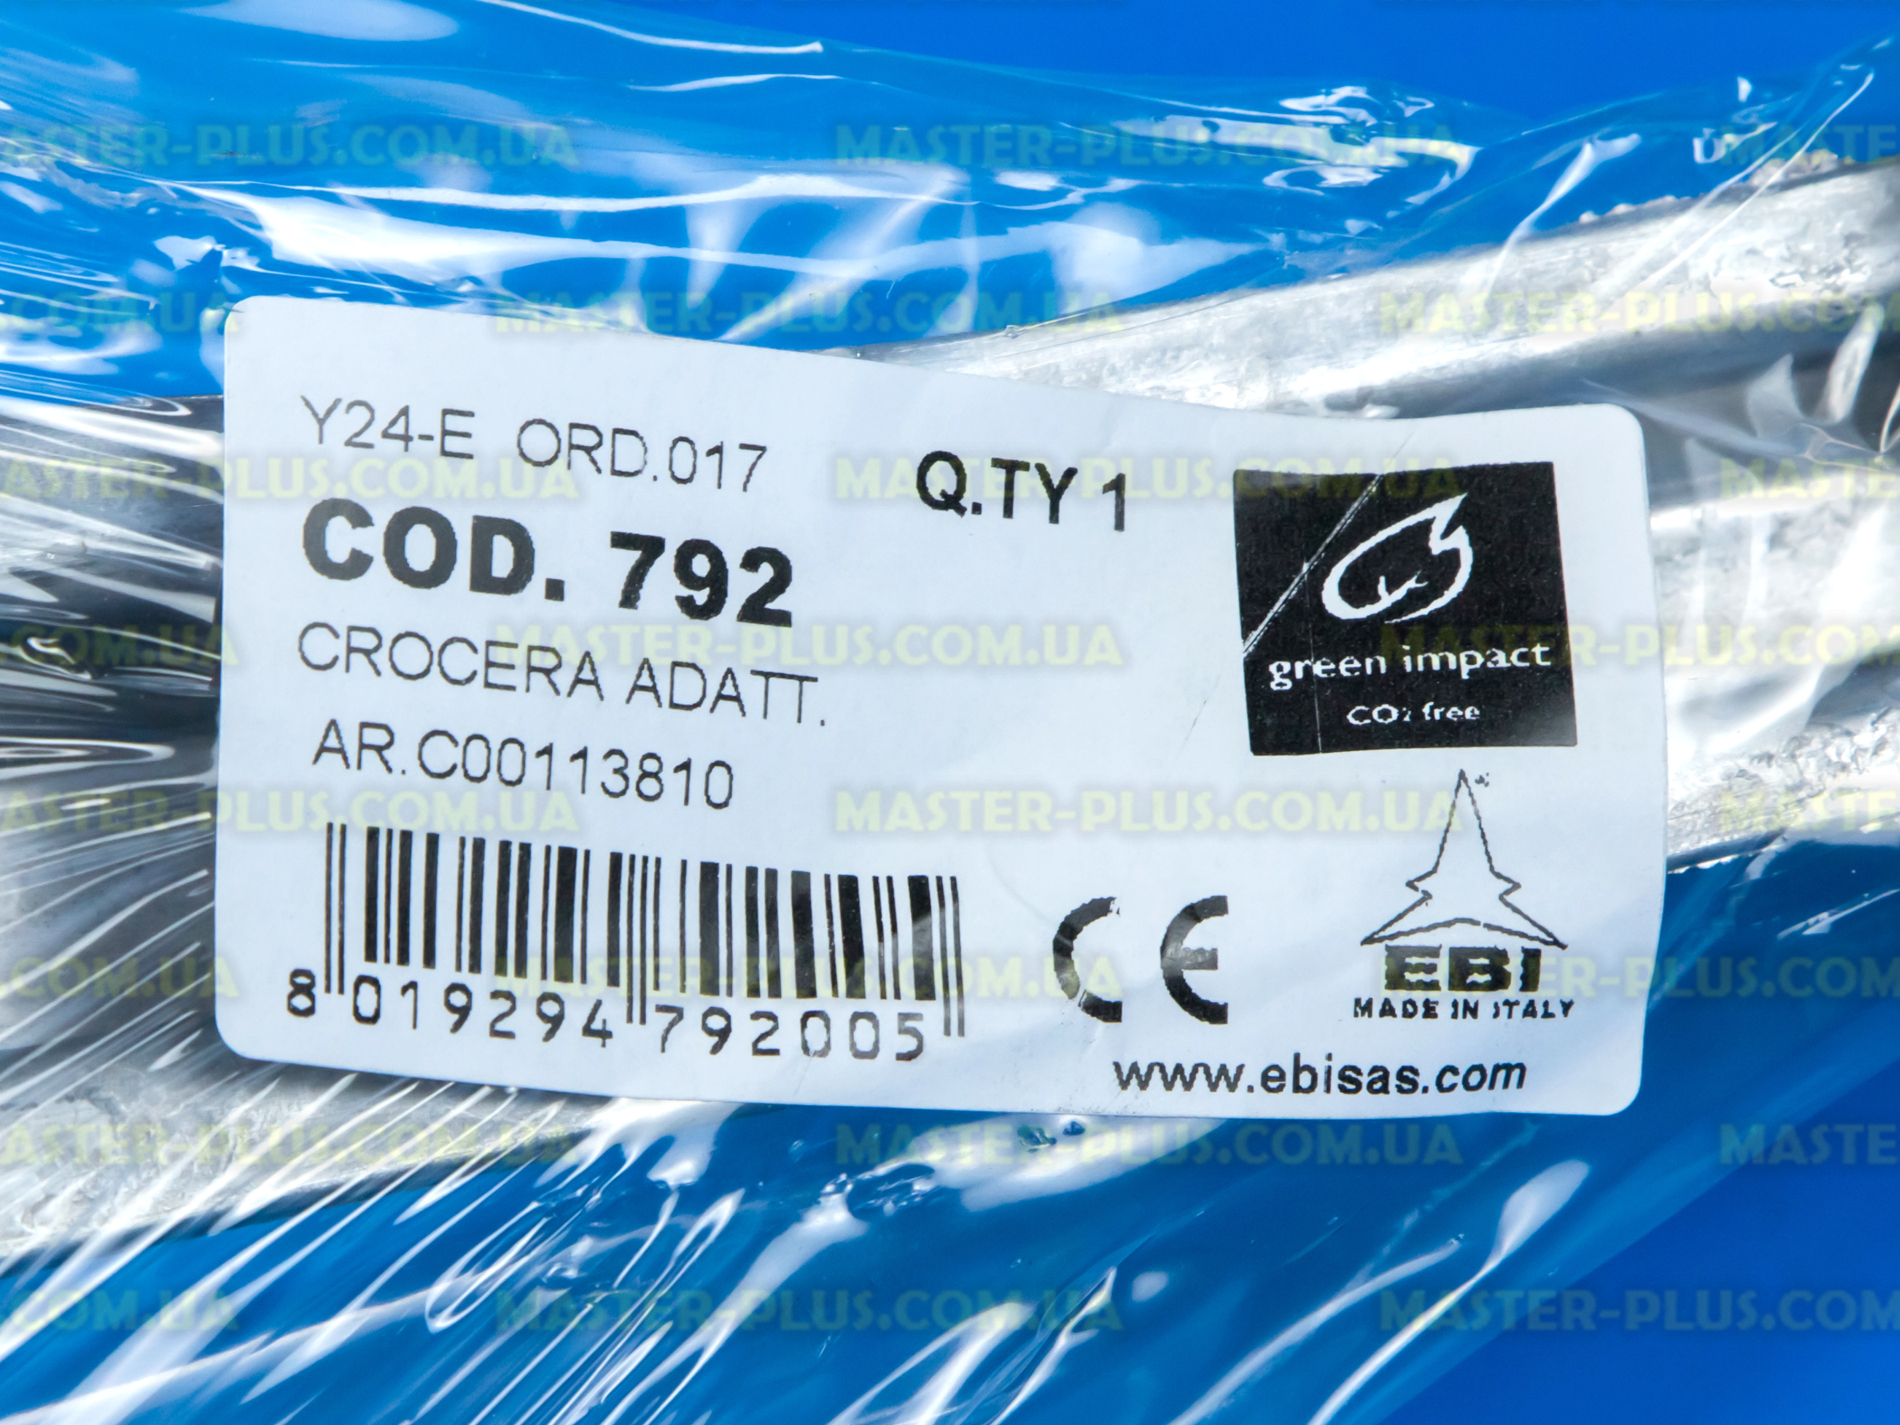 Y24-E ORD.017
Q.TY 1
COD. 792
CROCERA ADATT.
AR.C00113810
green impact
CO₂ free
8 019294 792005
CE
EBI
MADE IN ITALY
www.ebisas.com
MASTER-PLUS.COM.UA